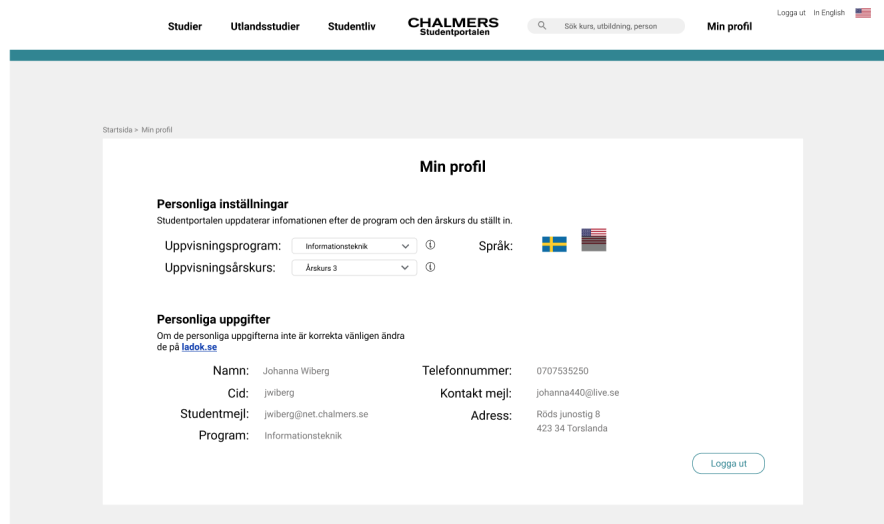 Logga ut In English
Studier Utlandsstudier Studentliv CHALMERS Sök kurs, utbildning, person Min profil
Studentportalen
Startsida > Min profil
Min profil
Personliga inställningar
Studentportalen uppdaterar infomationen efter de program och den årskurs du ställt in.
Uppvisningsprogram: Informationsteknik Språk:
Uppvisningsårskurs: Årskurs 3
Personliga uppgifter
Om de personliga uppgifterna inte är korrekta vänligen ändra
de på ladok.se
Namn: Johanna Wiberg Telefonnummer: 0707535250
Cid: jwiberg Kontakt mejl: johanna440@live.se
Studentmejl: jwiberg@net.chalmers.se Adress: Röds junostig 8
423 34 Torslanda
Program: Informationsteknik
Logga ut